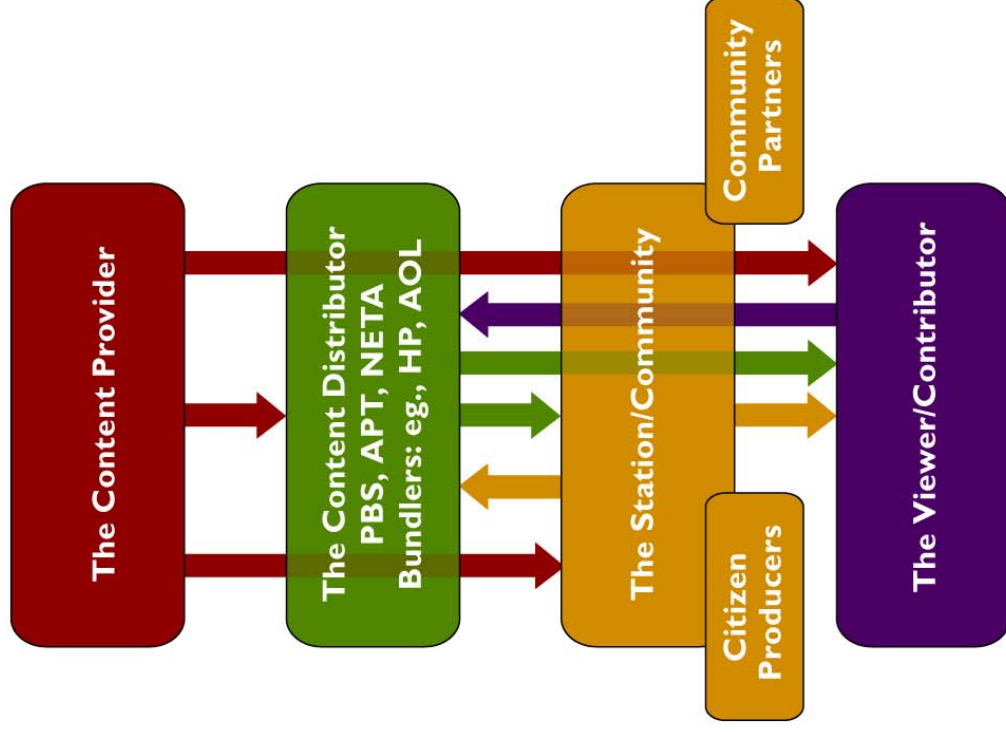 The Content Provider
The Content Distributor
PBS, APT, NETA
Bundlers: eg., HP, AOL
The Station/Community
Citizen
Producers
Community
Partners
The Viewer/Contributor